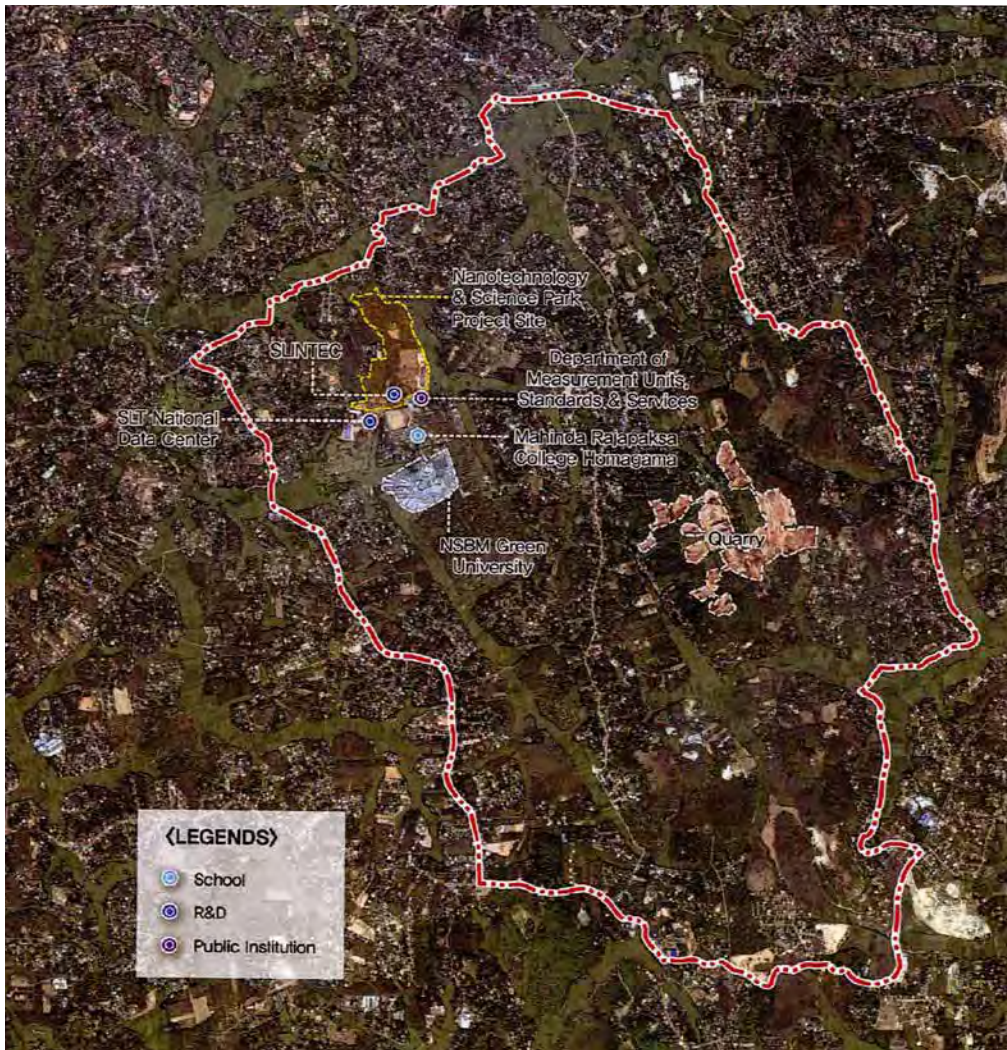 Nanotechnology
& Science Park
Project Site
SLINTEC
Department of
Measurement Units,
Standards & Services
SLT National
Data Center
Mahinda Rajapaksa
College Homagama
Quarry
NSBM Green
University
〈LEGENDS〉
School
R&D
Public Institution